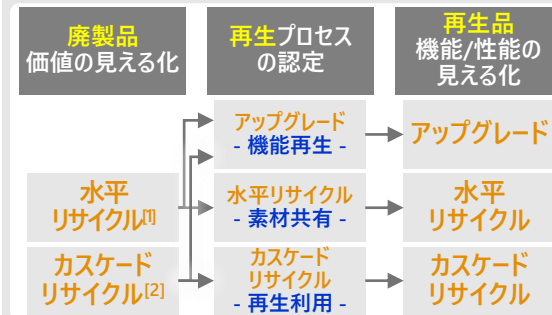 廃製品
価値の見える化
再生プロセス
の認定
再生品
機能/性能の
見える化
アップグレード
- 機能再生 -
アップグレード
水平
リサイクル[1]
水平リサイクル
- 素材共有 -
水平
リサイクル
カスケード
リサイクル[2]
カスケード
リサイクル
- 再生利用 -
カスケード
リサイクル